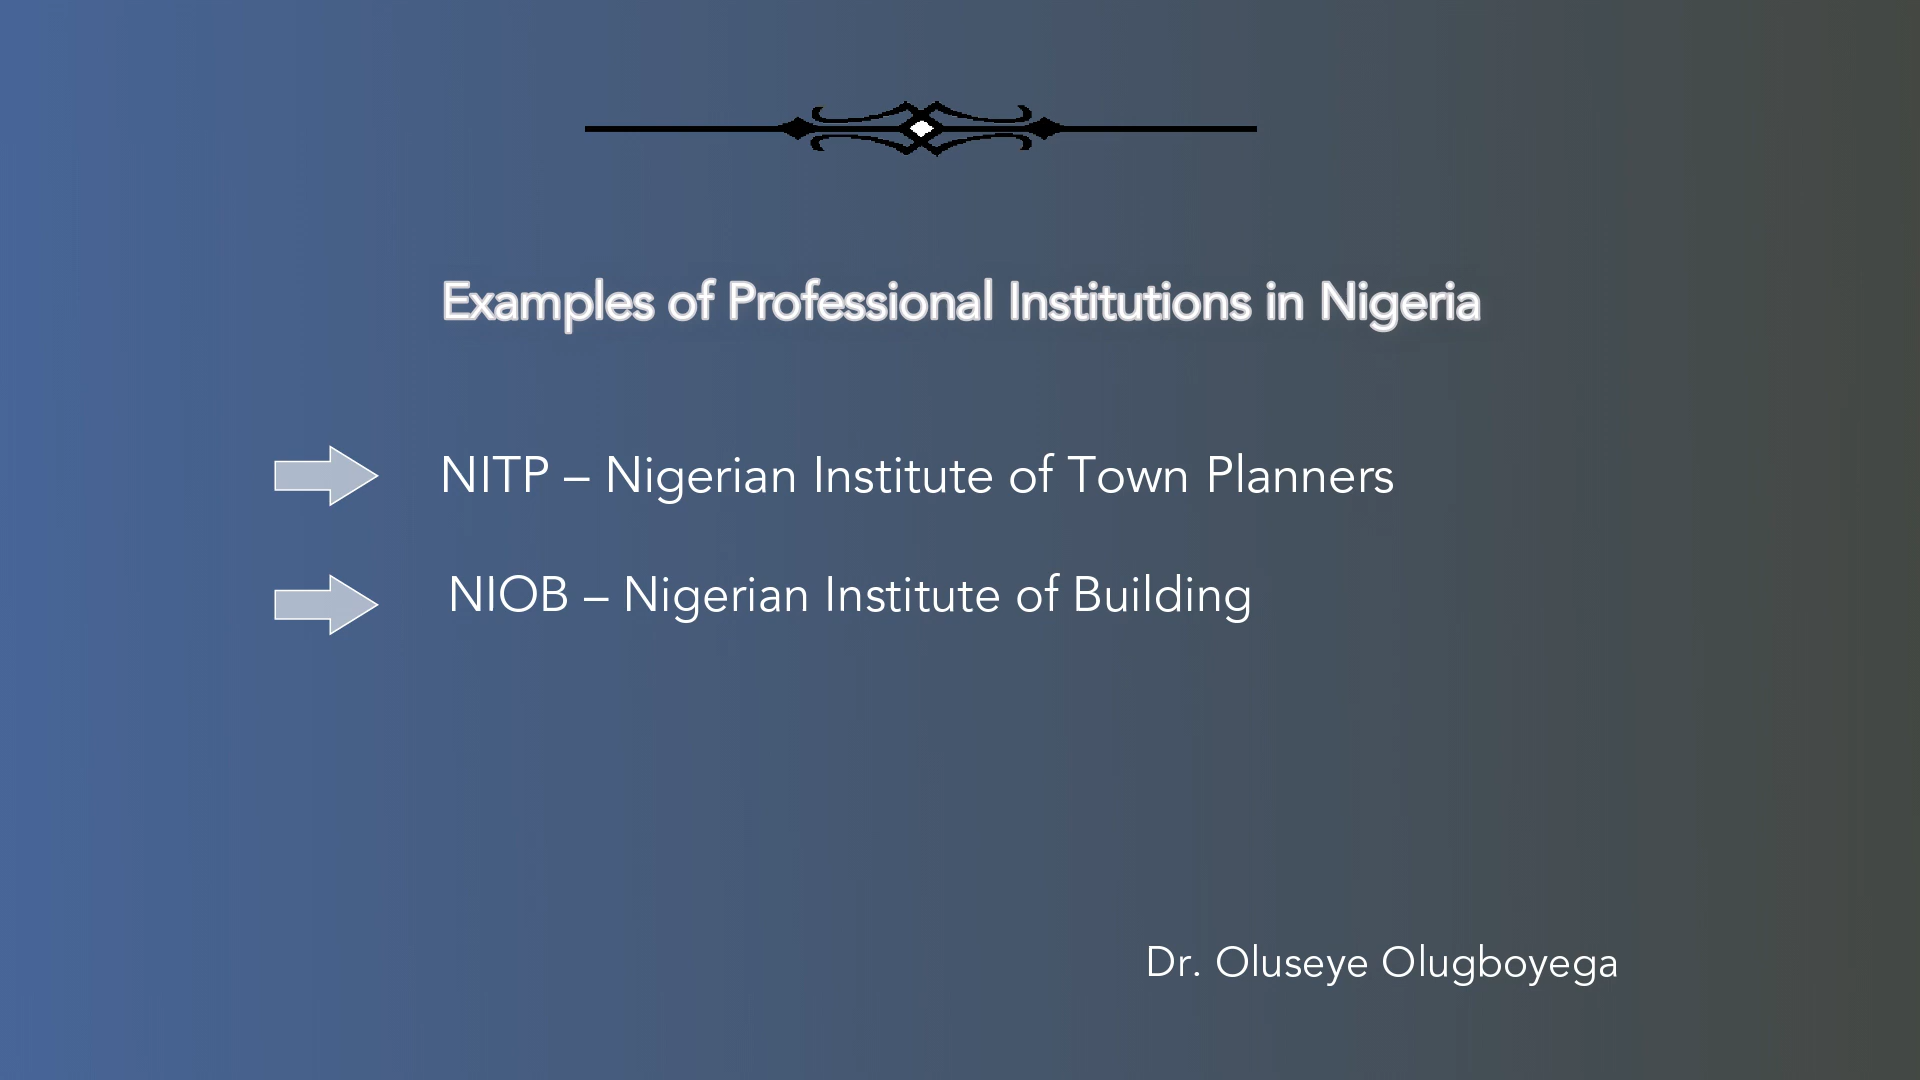 Examples of Professional Institutions in Nigeria
NITP – Nigerian Institute of Town Planners
NIOB – Nigerian Institute of Building
Dr. Oluseye Olugboyega